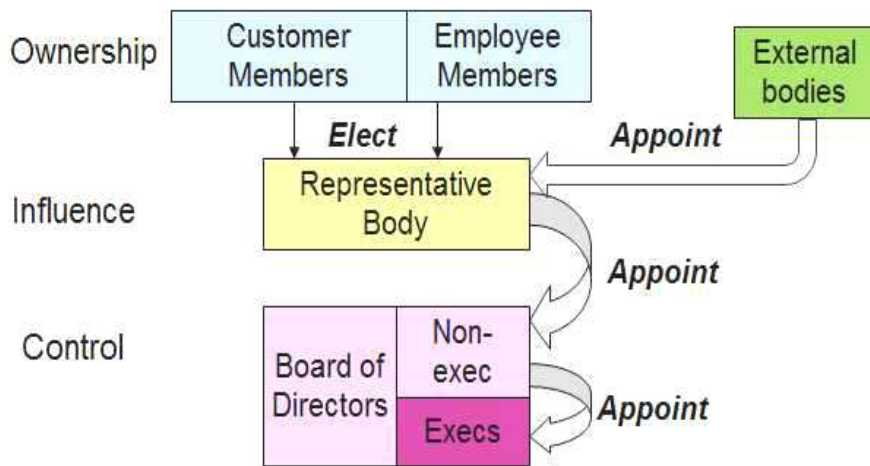 Ownership
Customer
Members
Employee
Members
External
bodies
Elect
Appoint
Influence
Representative
Body
Appoint
Control
Board of
Directors
Non-
exec
Execs
Appoint